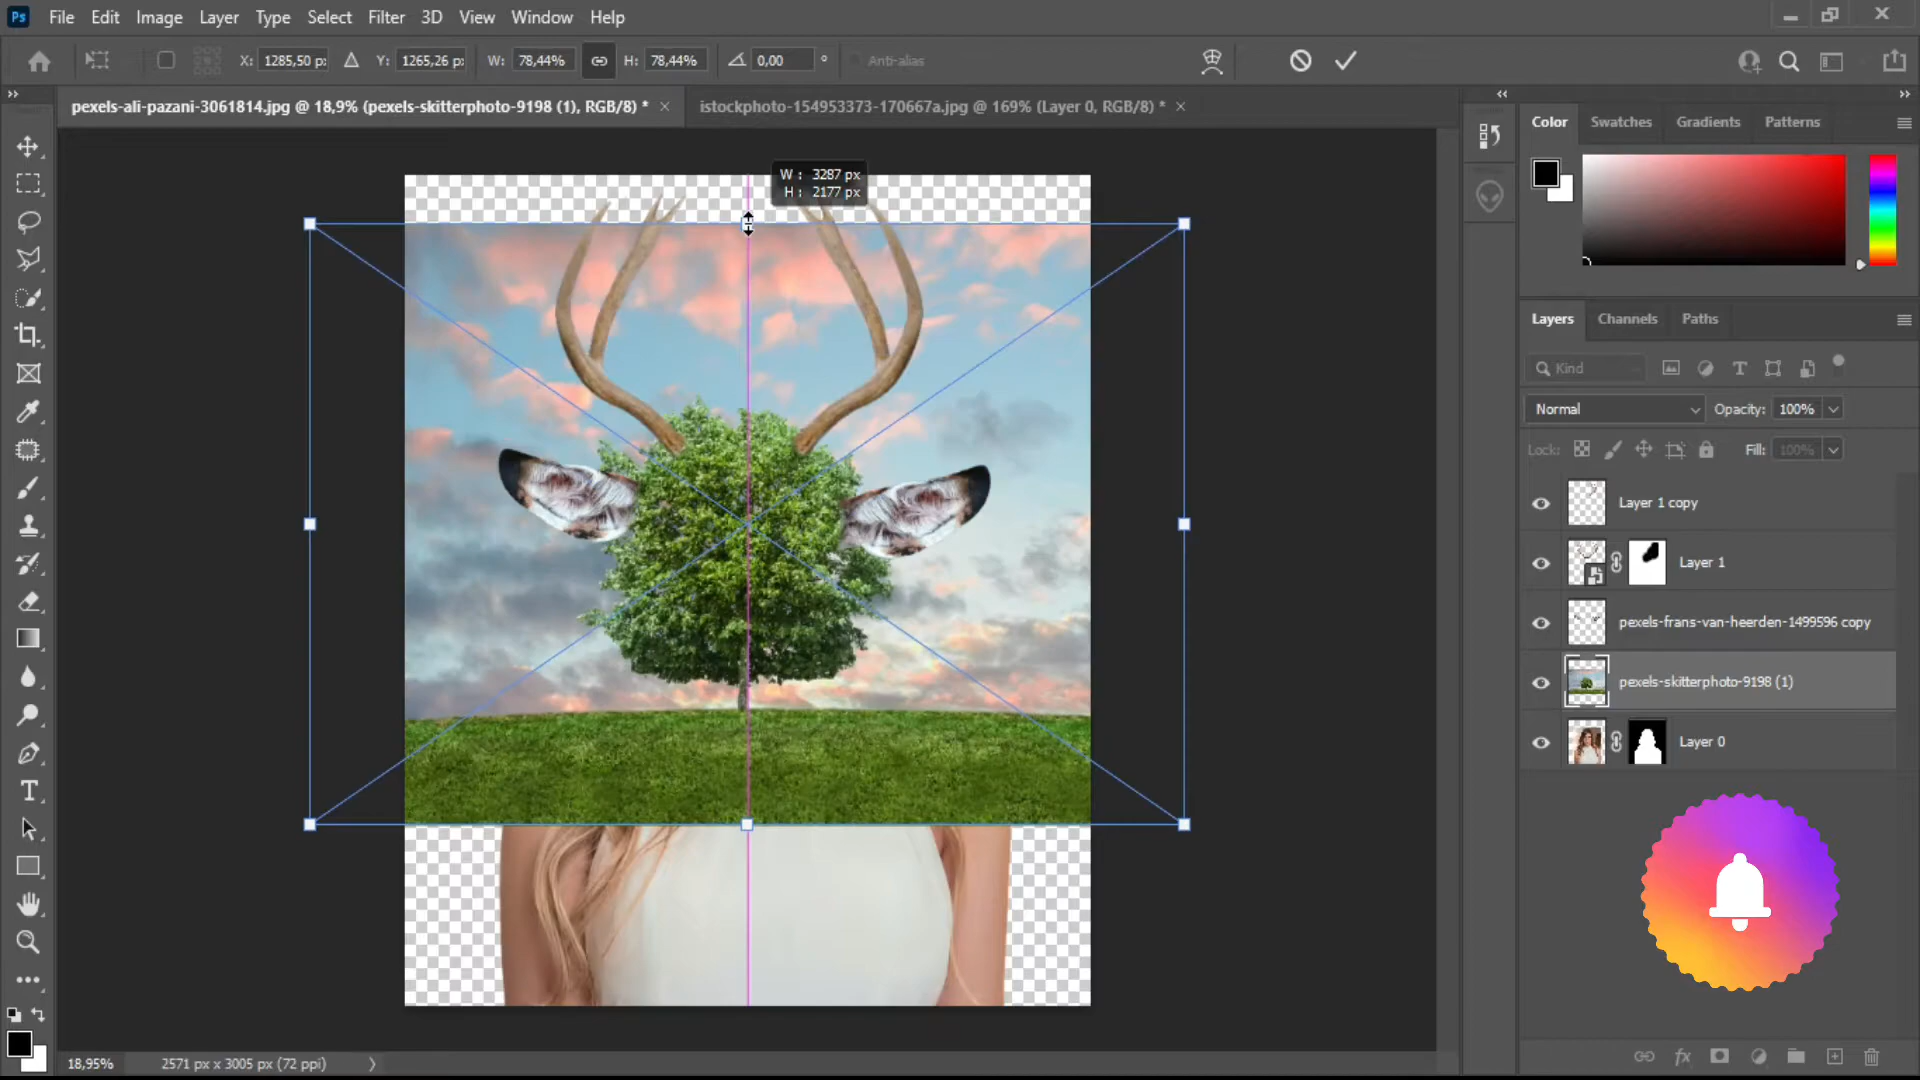 Ps File Edit Image Layer Type Select Filter 3D View Window Help
X: 1285,50 px Y: 1265,26 px W: 78,44% H: 78,44% 0,00 ° Anti-alias
pexels-ali-pazani-3061814.jpg @ 18,9% (pexels-skitterphoto-9198 (1), RGB/8) * × istockphoto-154953373-170667a.jpg @ 169% (Layer 0, RGB/8) * ×
W : 3287 px
H : 2177 px
Color Swatches Gradients Patterns
Layers Channels Paths
Kind
Normal Opacity: 100%
Lock: Fill: 100%
Layer 1 copy
Layer 1
pexels-frans-van-heerden-1499596 copy
pexels-skitterphoto-9198 (1)
Layer 0
fx
18,95% 2571 px x 3005 px (72 ppi)